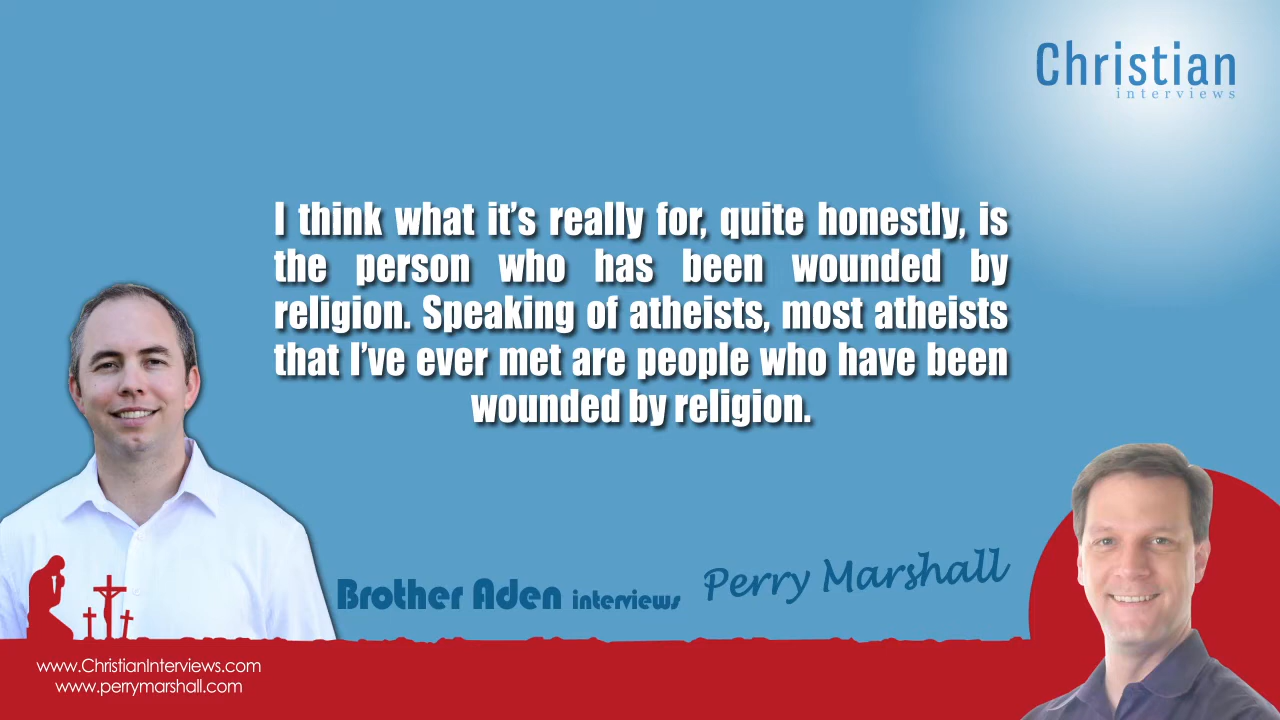 Christian
interviews
I think what it's really for, quite honestly, is
the person who has been wounded by
religion. Speaking of atheists, most atheists
that I've ever met are people who have been
wounded by religion.
Brother Aden interviews Perry Marshall
www.ChristianInterviews.com
www.perrymarshall.com